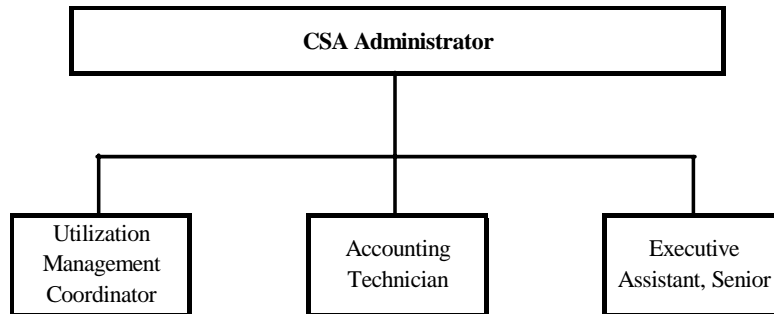 CSA Administrator
Utilization
Management
Coordinator
Accounting
Technician
Executive
Assistant, Senior